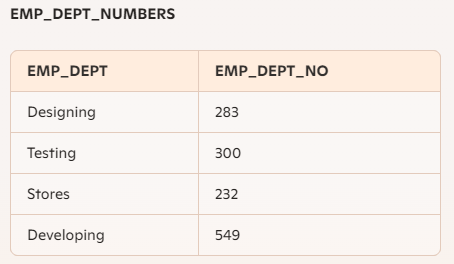 EMP_DEPT_NUMBERS
EMP_DEPT EMP_DEPT_NO
Designing 283
Testing 300
Stores 232
Developing 549